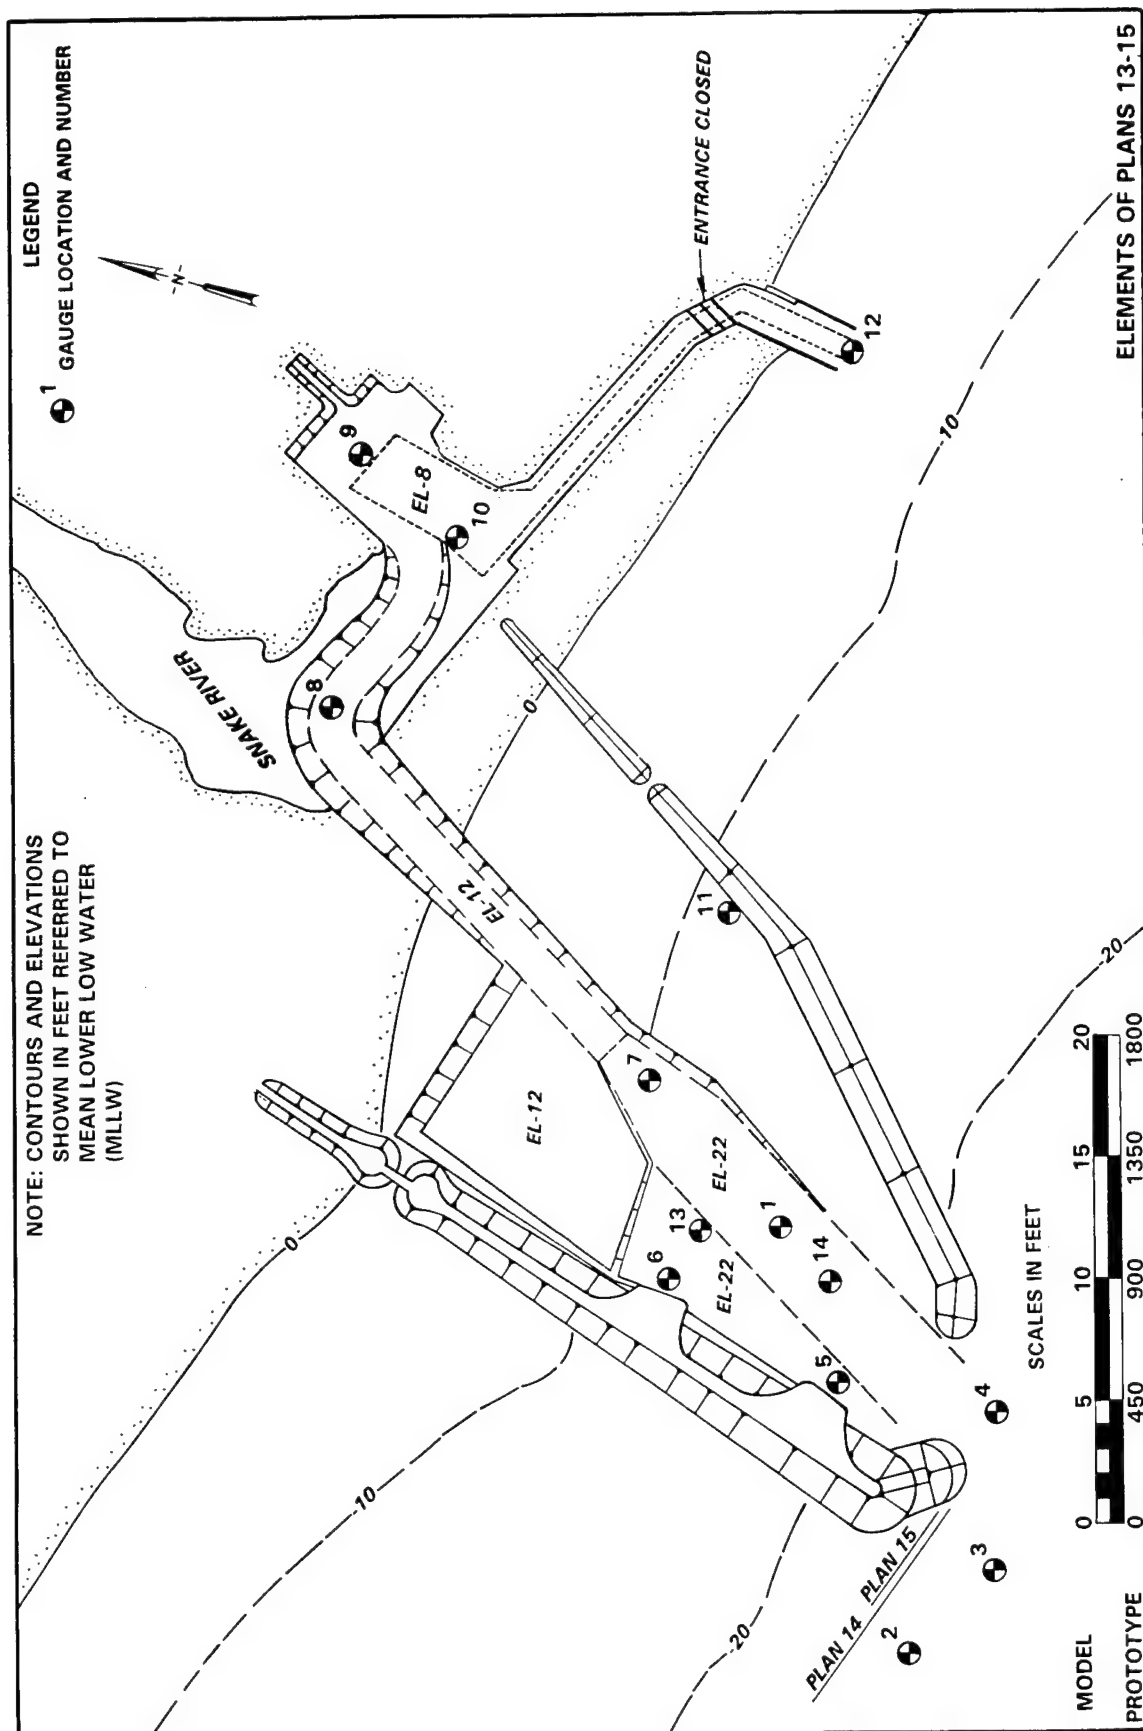 NOTE: CONTOURS AND ELEVATIONS
SHOWN IN FEET REFERRED TO
MEAN LOWER LOW WATER
(MLLW)
LEGEND
1
GAUGE LOCATION AND NUMBER
N
SNAKE RIVER
0
9
EL-8
10
8
EL-12
EL-12
ENTRANCE CLOSED
12
0
-10
-10
11
7
13
6
EL-22
EL-22
1
14
5
4
3
2
-20
-20
PLAN 14
PLAN 15
SCALES IN FEET
MODEL 0 5 10 15 20
PROTOTYPE 0 450 900 1350 1800
ELEMENTS OF PLANS 13-15